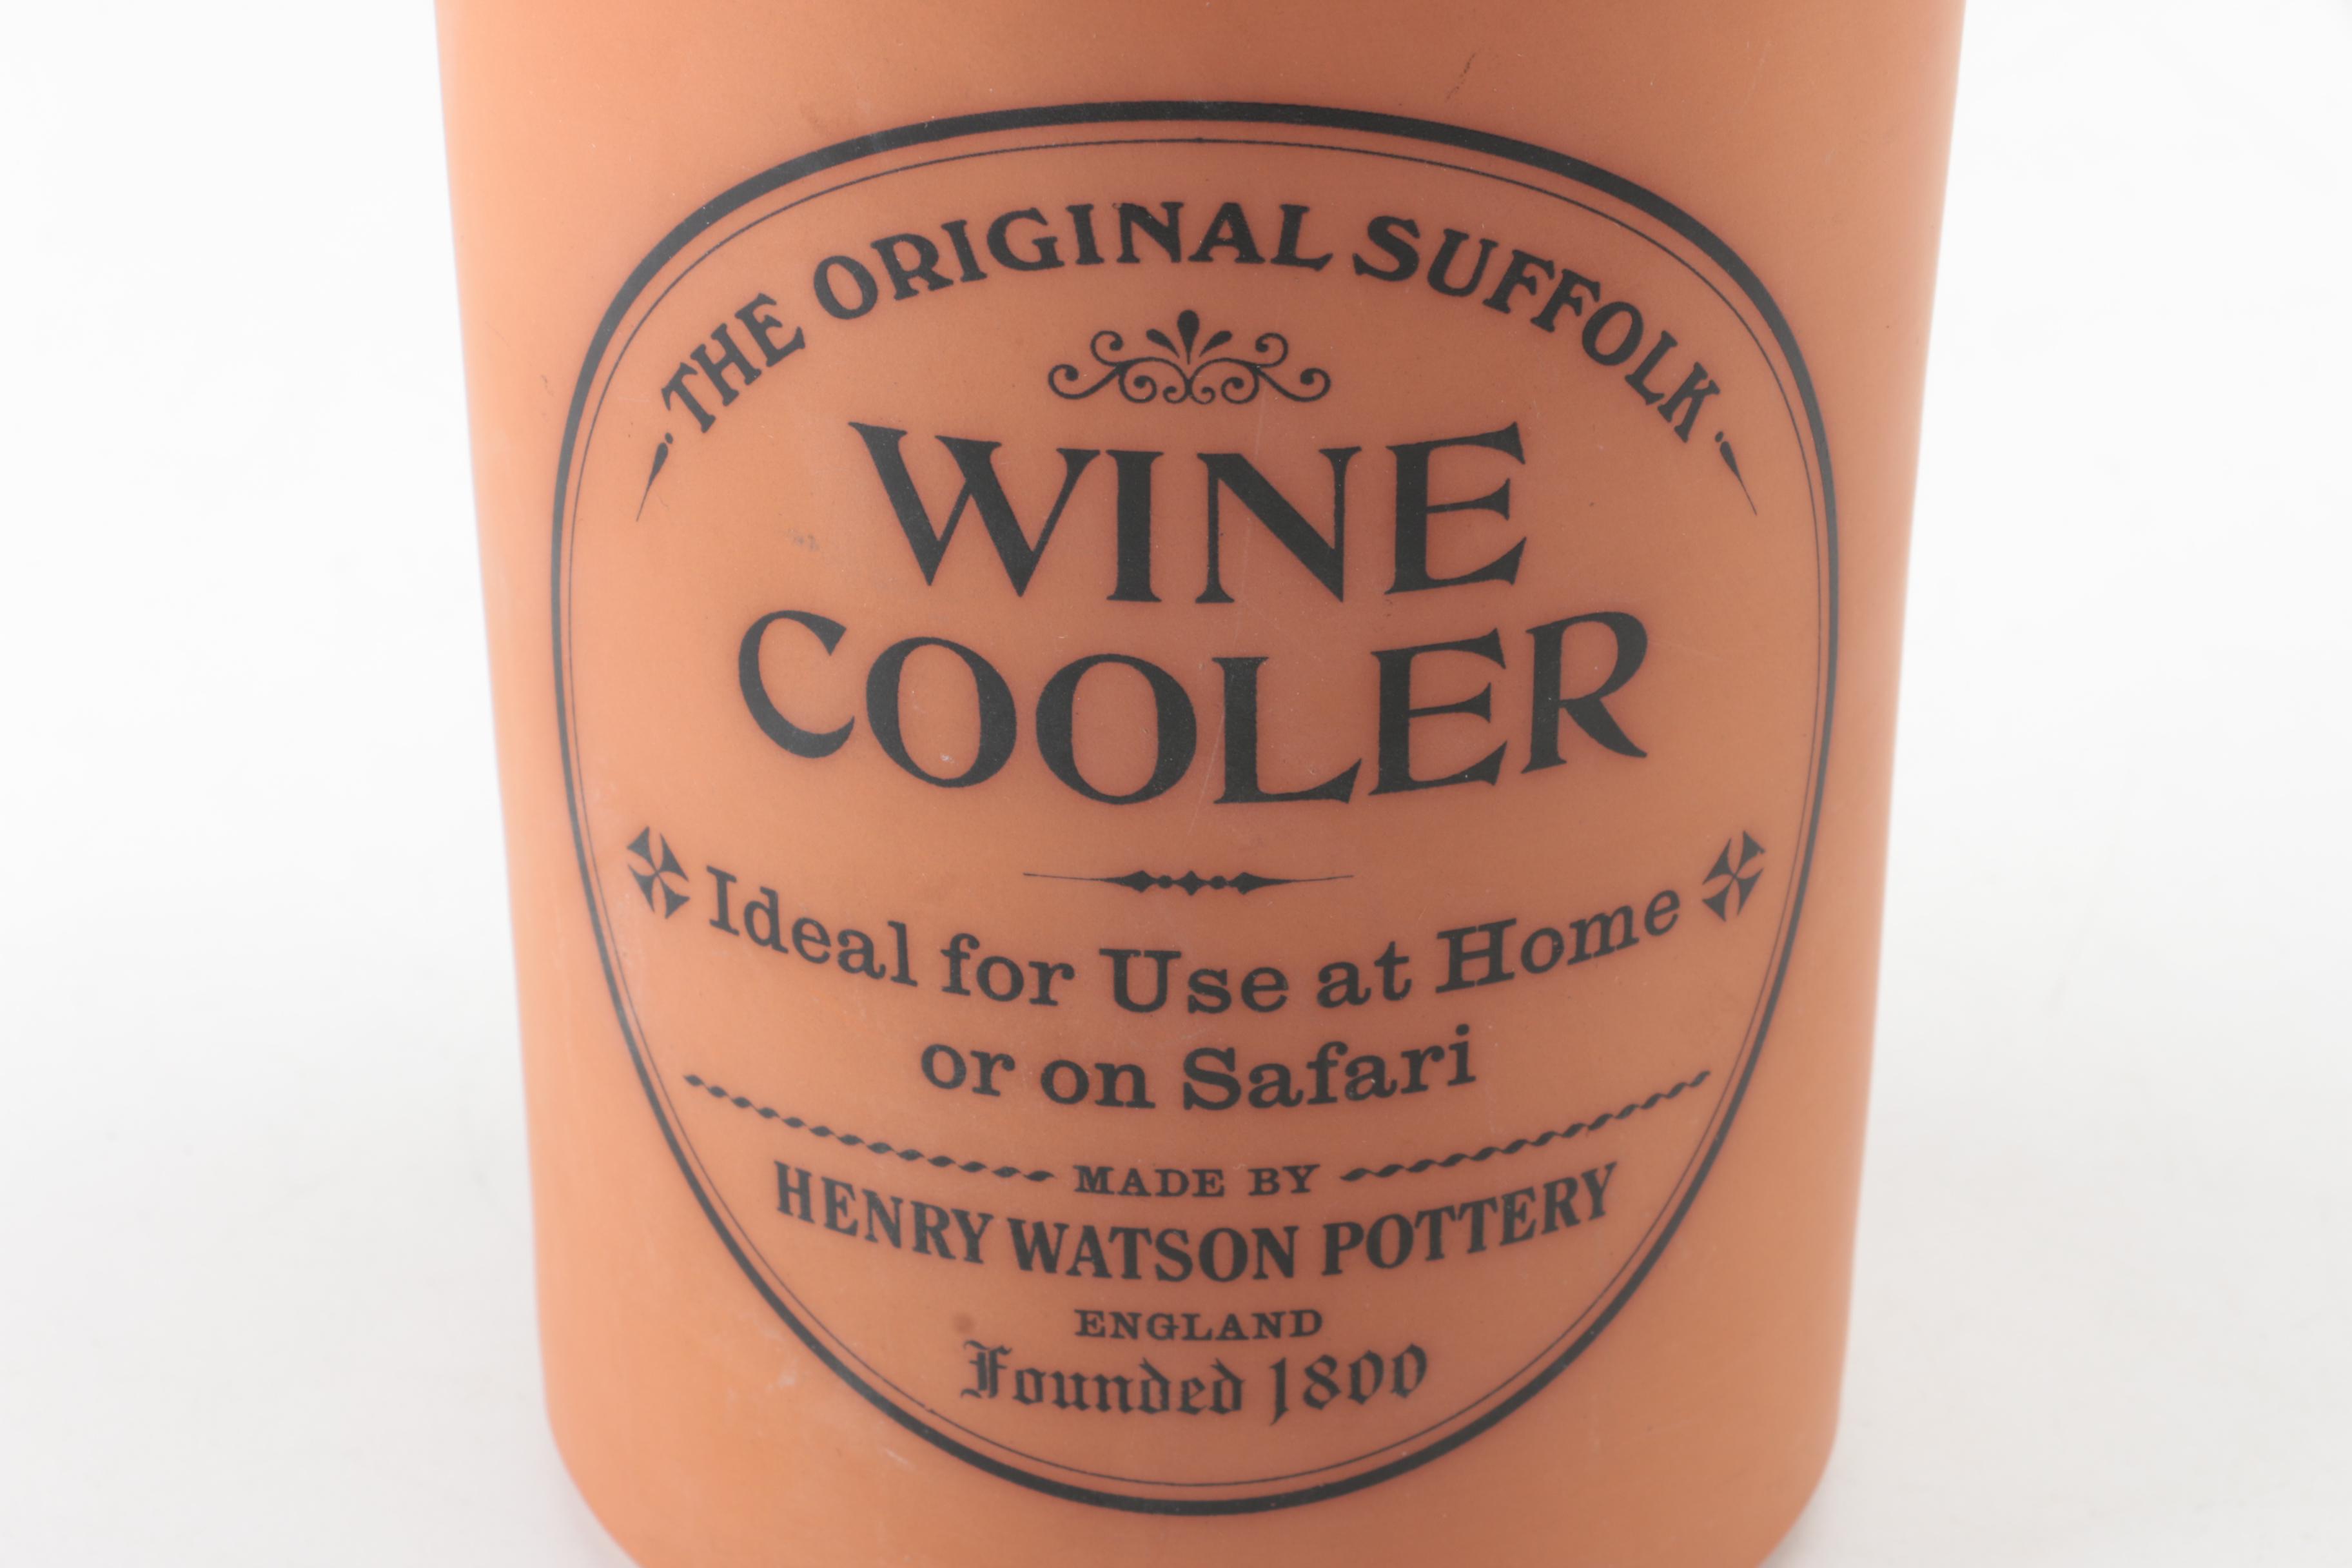 THE ORIGINAL SUFFOLK
WINE
COOLER
Ideal for Use at Home
or on Safari
MADE BY
HENRY WATSON POTTERY
ENGLAND
Founded 1800